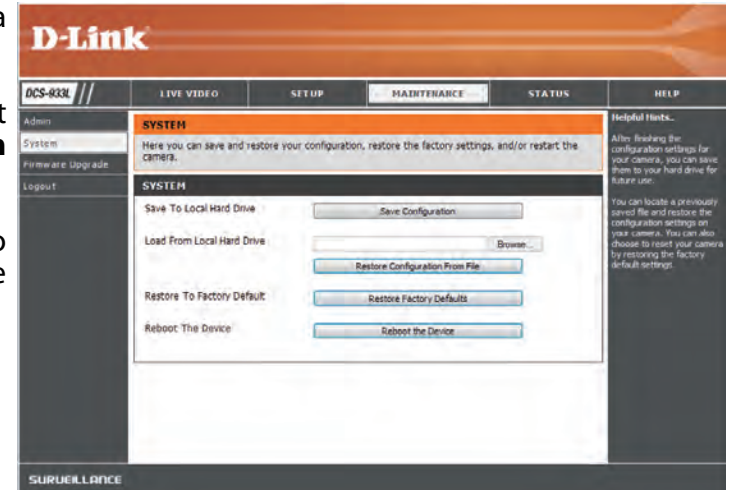 a
t
n
o
e
D-Link
DCS-933L // LIVE VIDEO SETUP MAINTENANCE STATUS HELP
Admin
System
Firmware Upgrade
Logout
SYSTEM
Here you can save and restore your configuration, restore the factory settings, and/or restart the
camera.
SYSTEM
Save To Local Hard Drive Save Configuration
Load From Local Hard Drive Browse...
Restore Configuration From File
Restore To Factory Default Restore Factory Defaults
Reboot The Device Reboot the Device
Helpful Hints..
After finishing the
configuration settings for
your camera, you can save
them to your hard drive for
future use.
You can locate a previously
saved file and restore the
configuration settings on
your camera. You can also
choose to reset your camera
by restoring the factory
default settings.
SURVEILLANCE